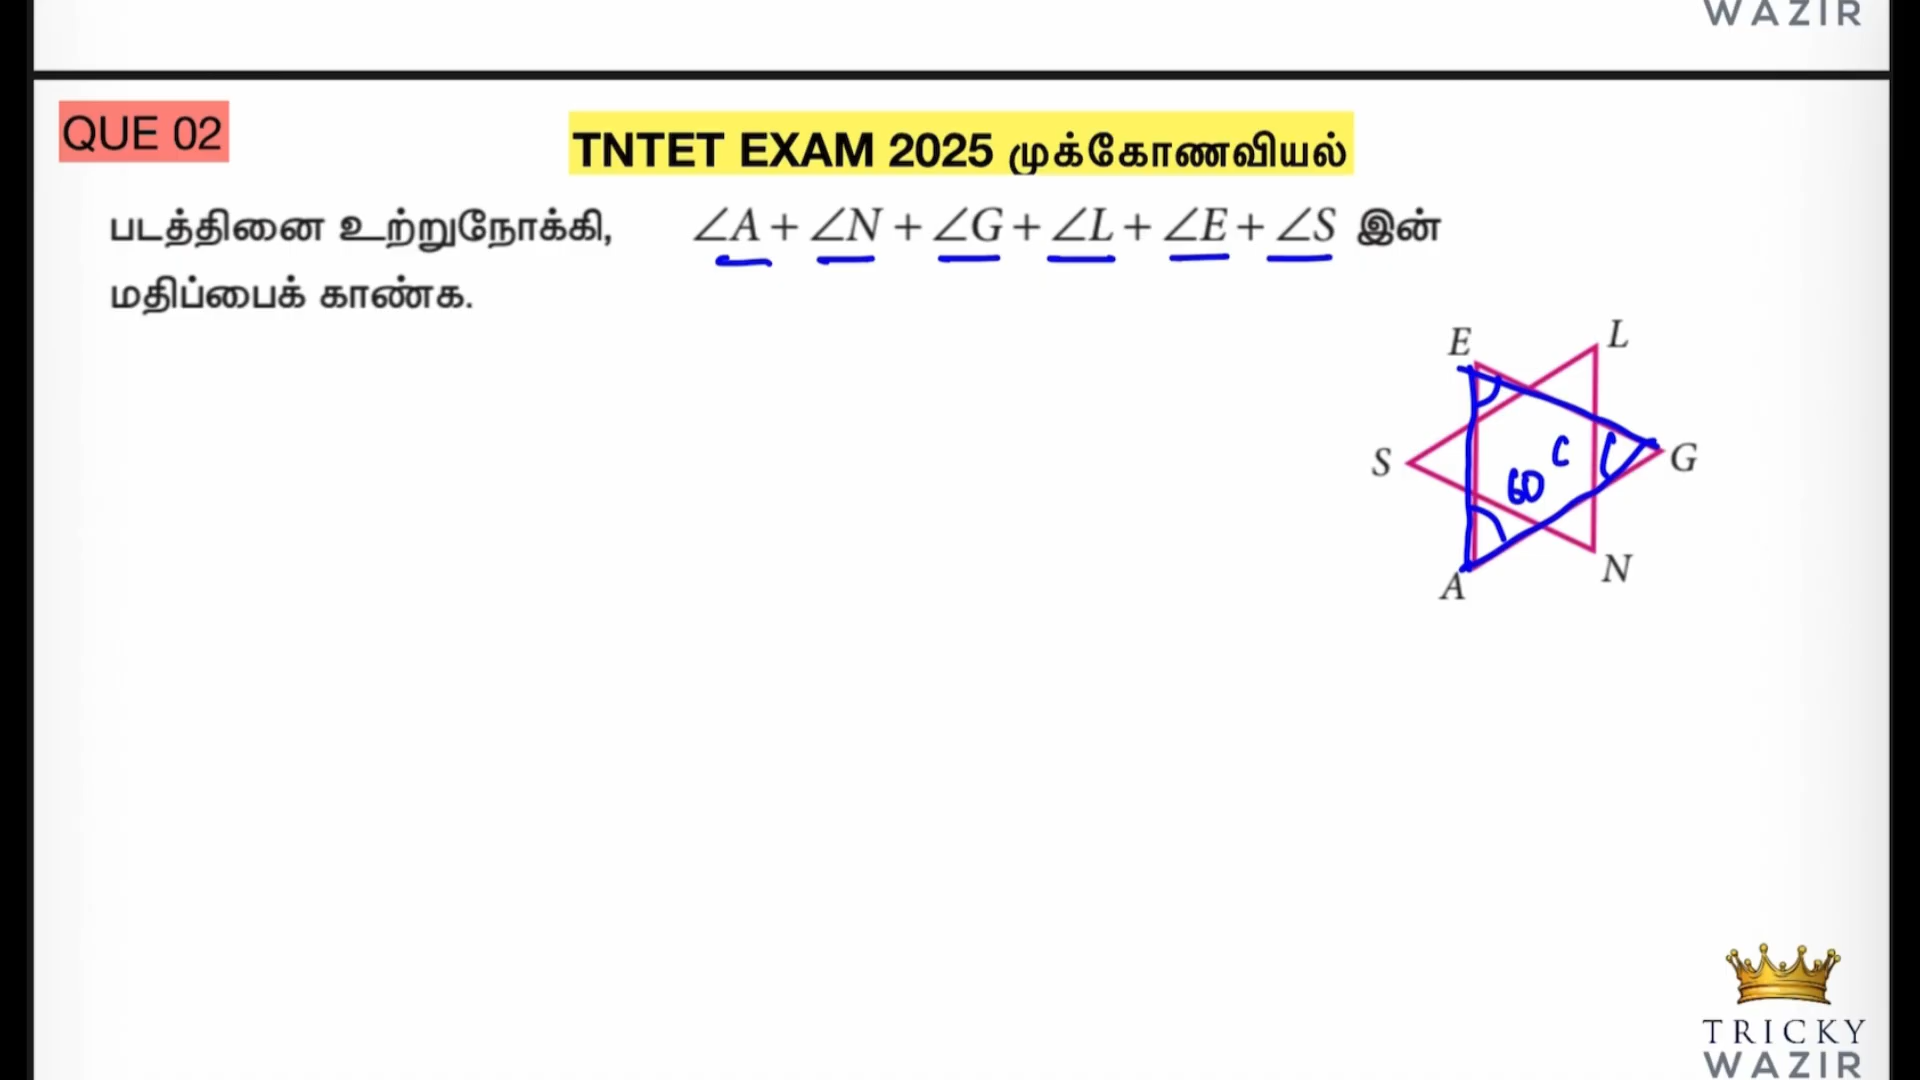 WAZIR
QUE 02
TNTET EXAM 2025 முக்கோணவியல்
படத்தினை உற்றுநோக்கி, ∠A + ∠N + ∠G + ∠L + ∠E + ∠S இன்
மதிப்பைக் காண்க.
E
L
S
G
60
A
N
TRICKY
WAZIR